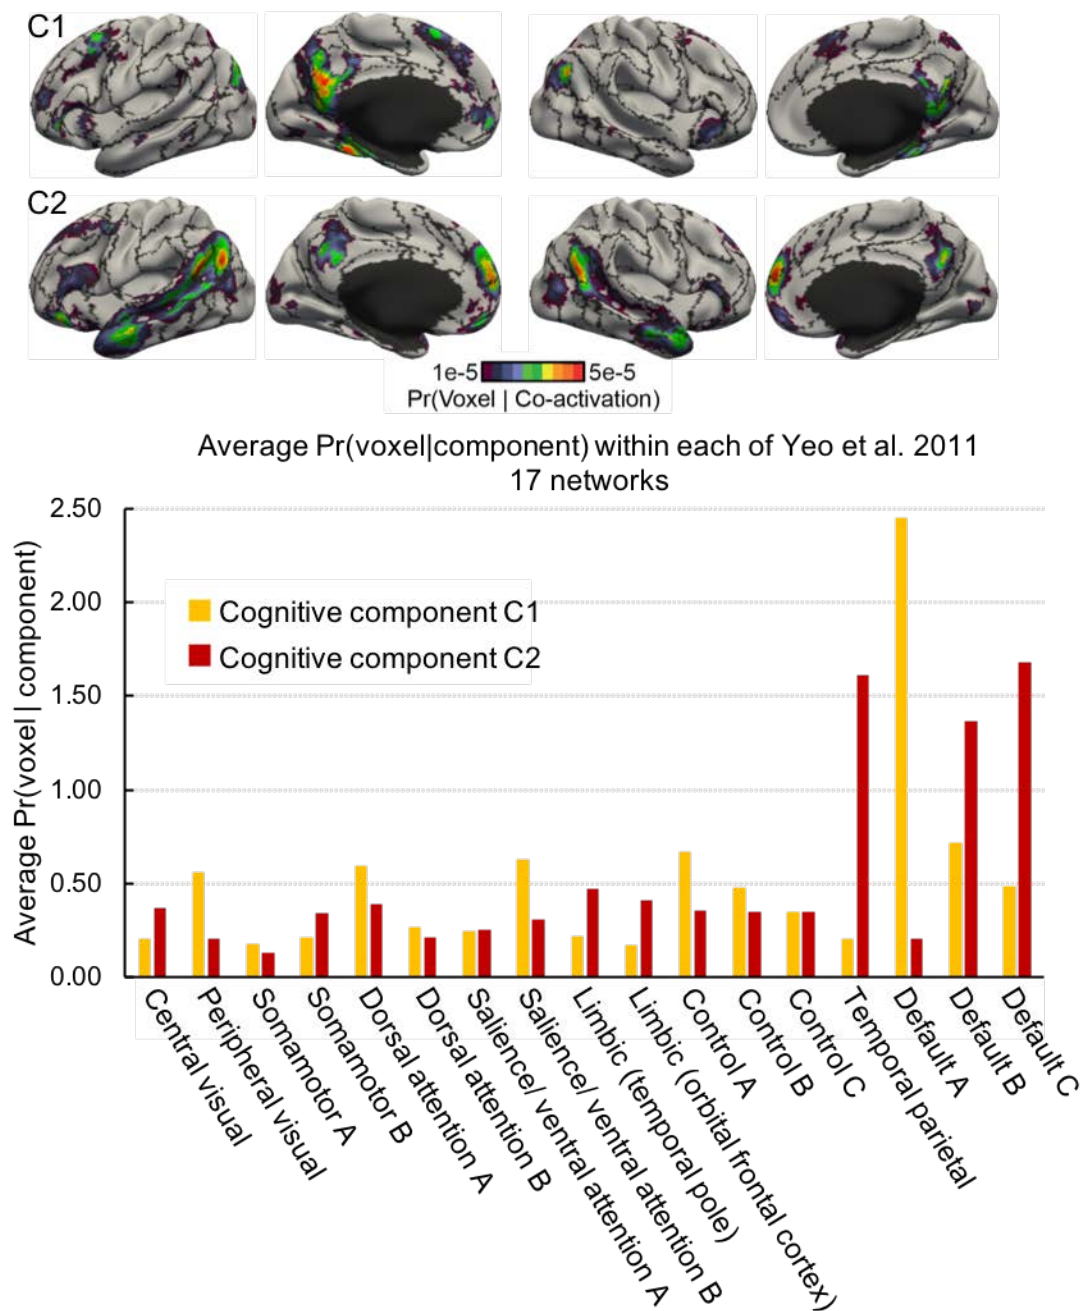 C1
C2
1e-5 5e-5
Pr(Voxel | Co-activation)
Average Pr(voxel|component) within each of Yeo et al. 2011
17 networks
Average Pr(voxel | component)
2.50
2.00
1.50
1.00
0.50
0.00
Cognitive component C1
Cognitive component C2
Central visual
Peripheral visual
Somamotor A
Somamotor B
Dorsal attention A
Dorsal attention B
Salience/ ventral attention A
Salience/ ventral attention B
Limbic (temporal pole)
Limbic (orbital frontal cortex)
Control A
Control B
Control C
Temporal parietal
Default A
Default B
Default C